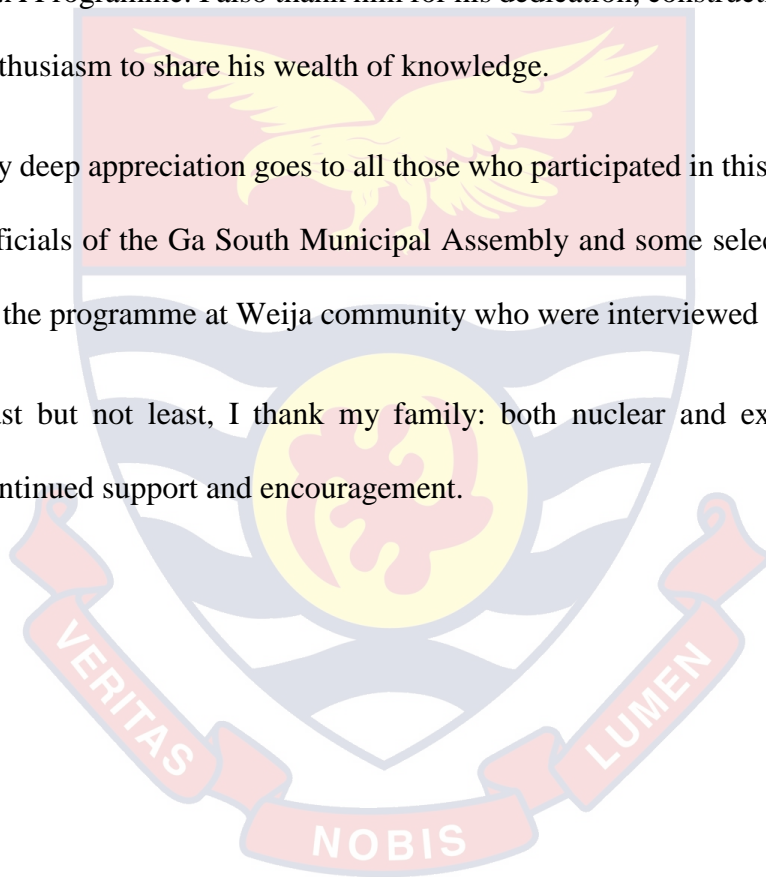 .A Programme. I also thank him for his dedication, constructi
thusiasm to share his wealth of knowledge.
y deep appreciation goes to all those who participated in this
ficials of the Ga South Municipal Assembly and some selec
the programme at Weija community who were interviewed
ast but not least, I thank my family: both nuclear and ex
ntinued support and encouragement.
VERITAS
NOBIS
LUMEN